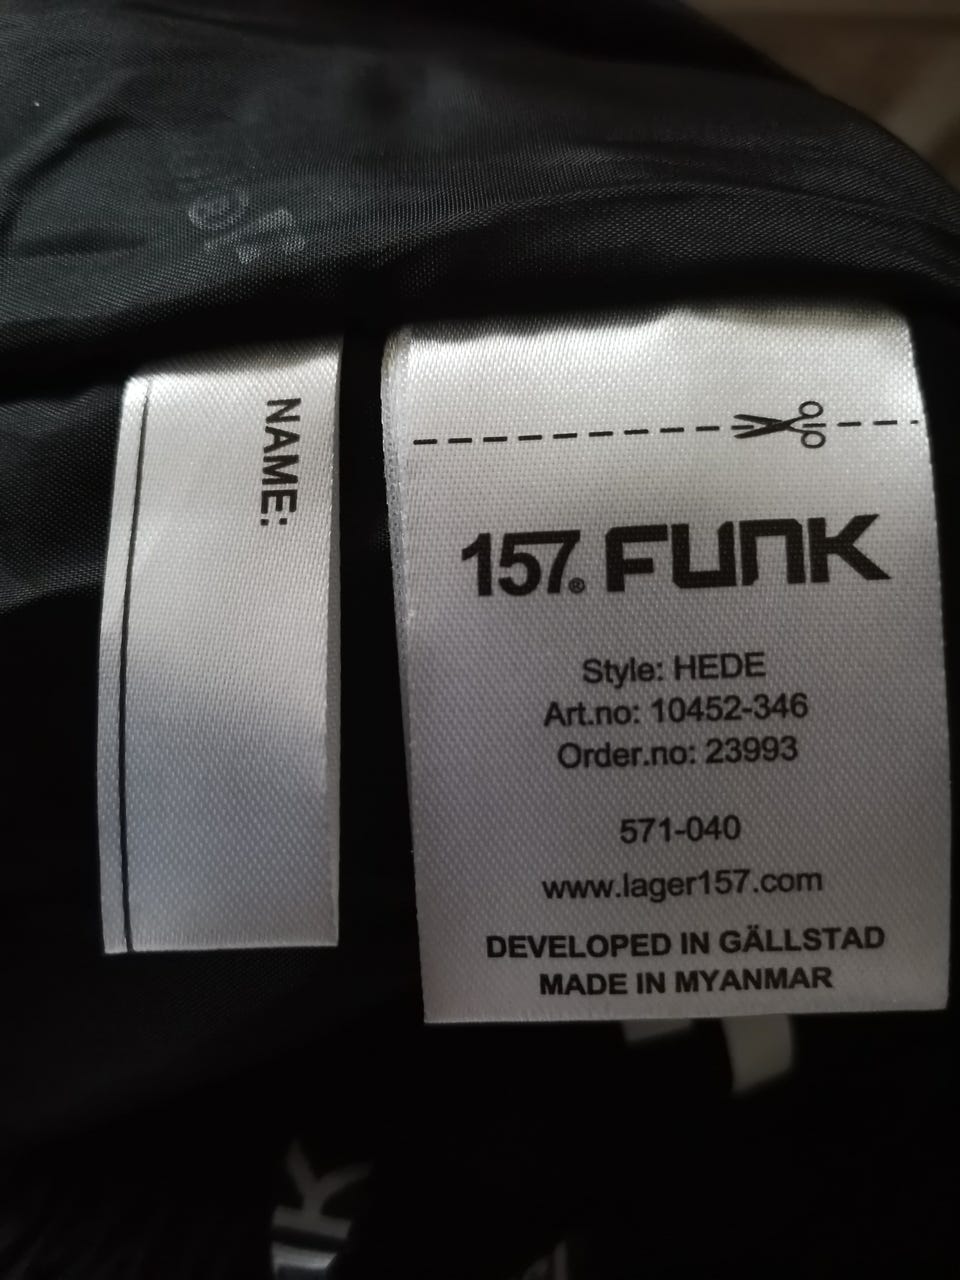 NAME:
157.® FUNK
Style: HEDE
Art.no: 10452-346
Order.no: 23993
571-040
www.lager157.com
DEVELOPED IN GÄLLSTAD
MADE IN MYANMAR